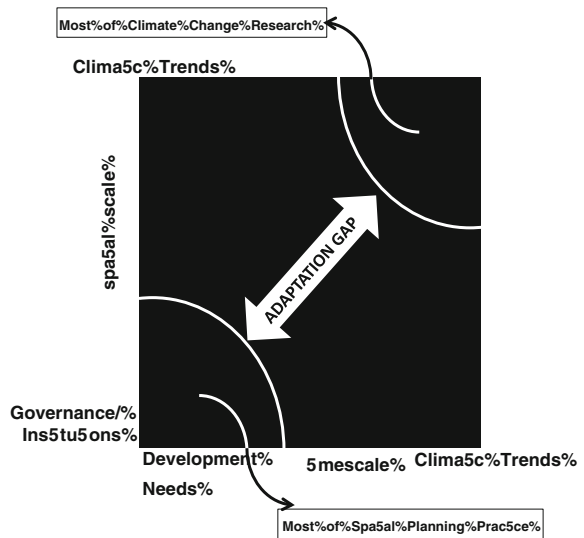 Most%of%Climate%Change%Research%
Clima5c%Trends%
spa5al%scale%
ADAPTATION GAP
Governance/%
Ins5tu5ons%
Development%
Needs%
5mescale%
Clima5c%Trends%
Most%of%Spa5al%Planning%Prac5ce%